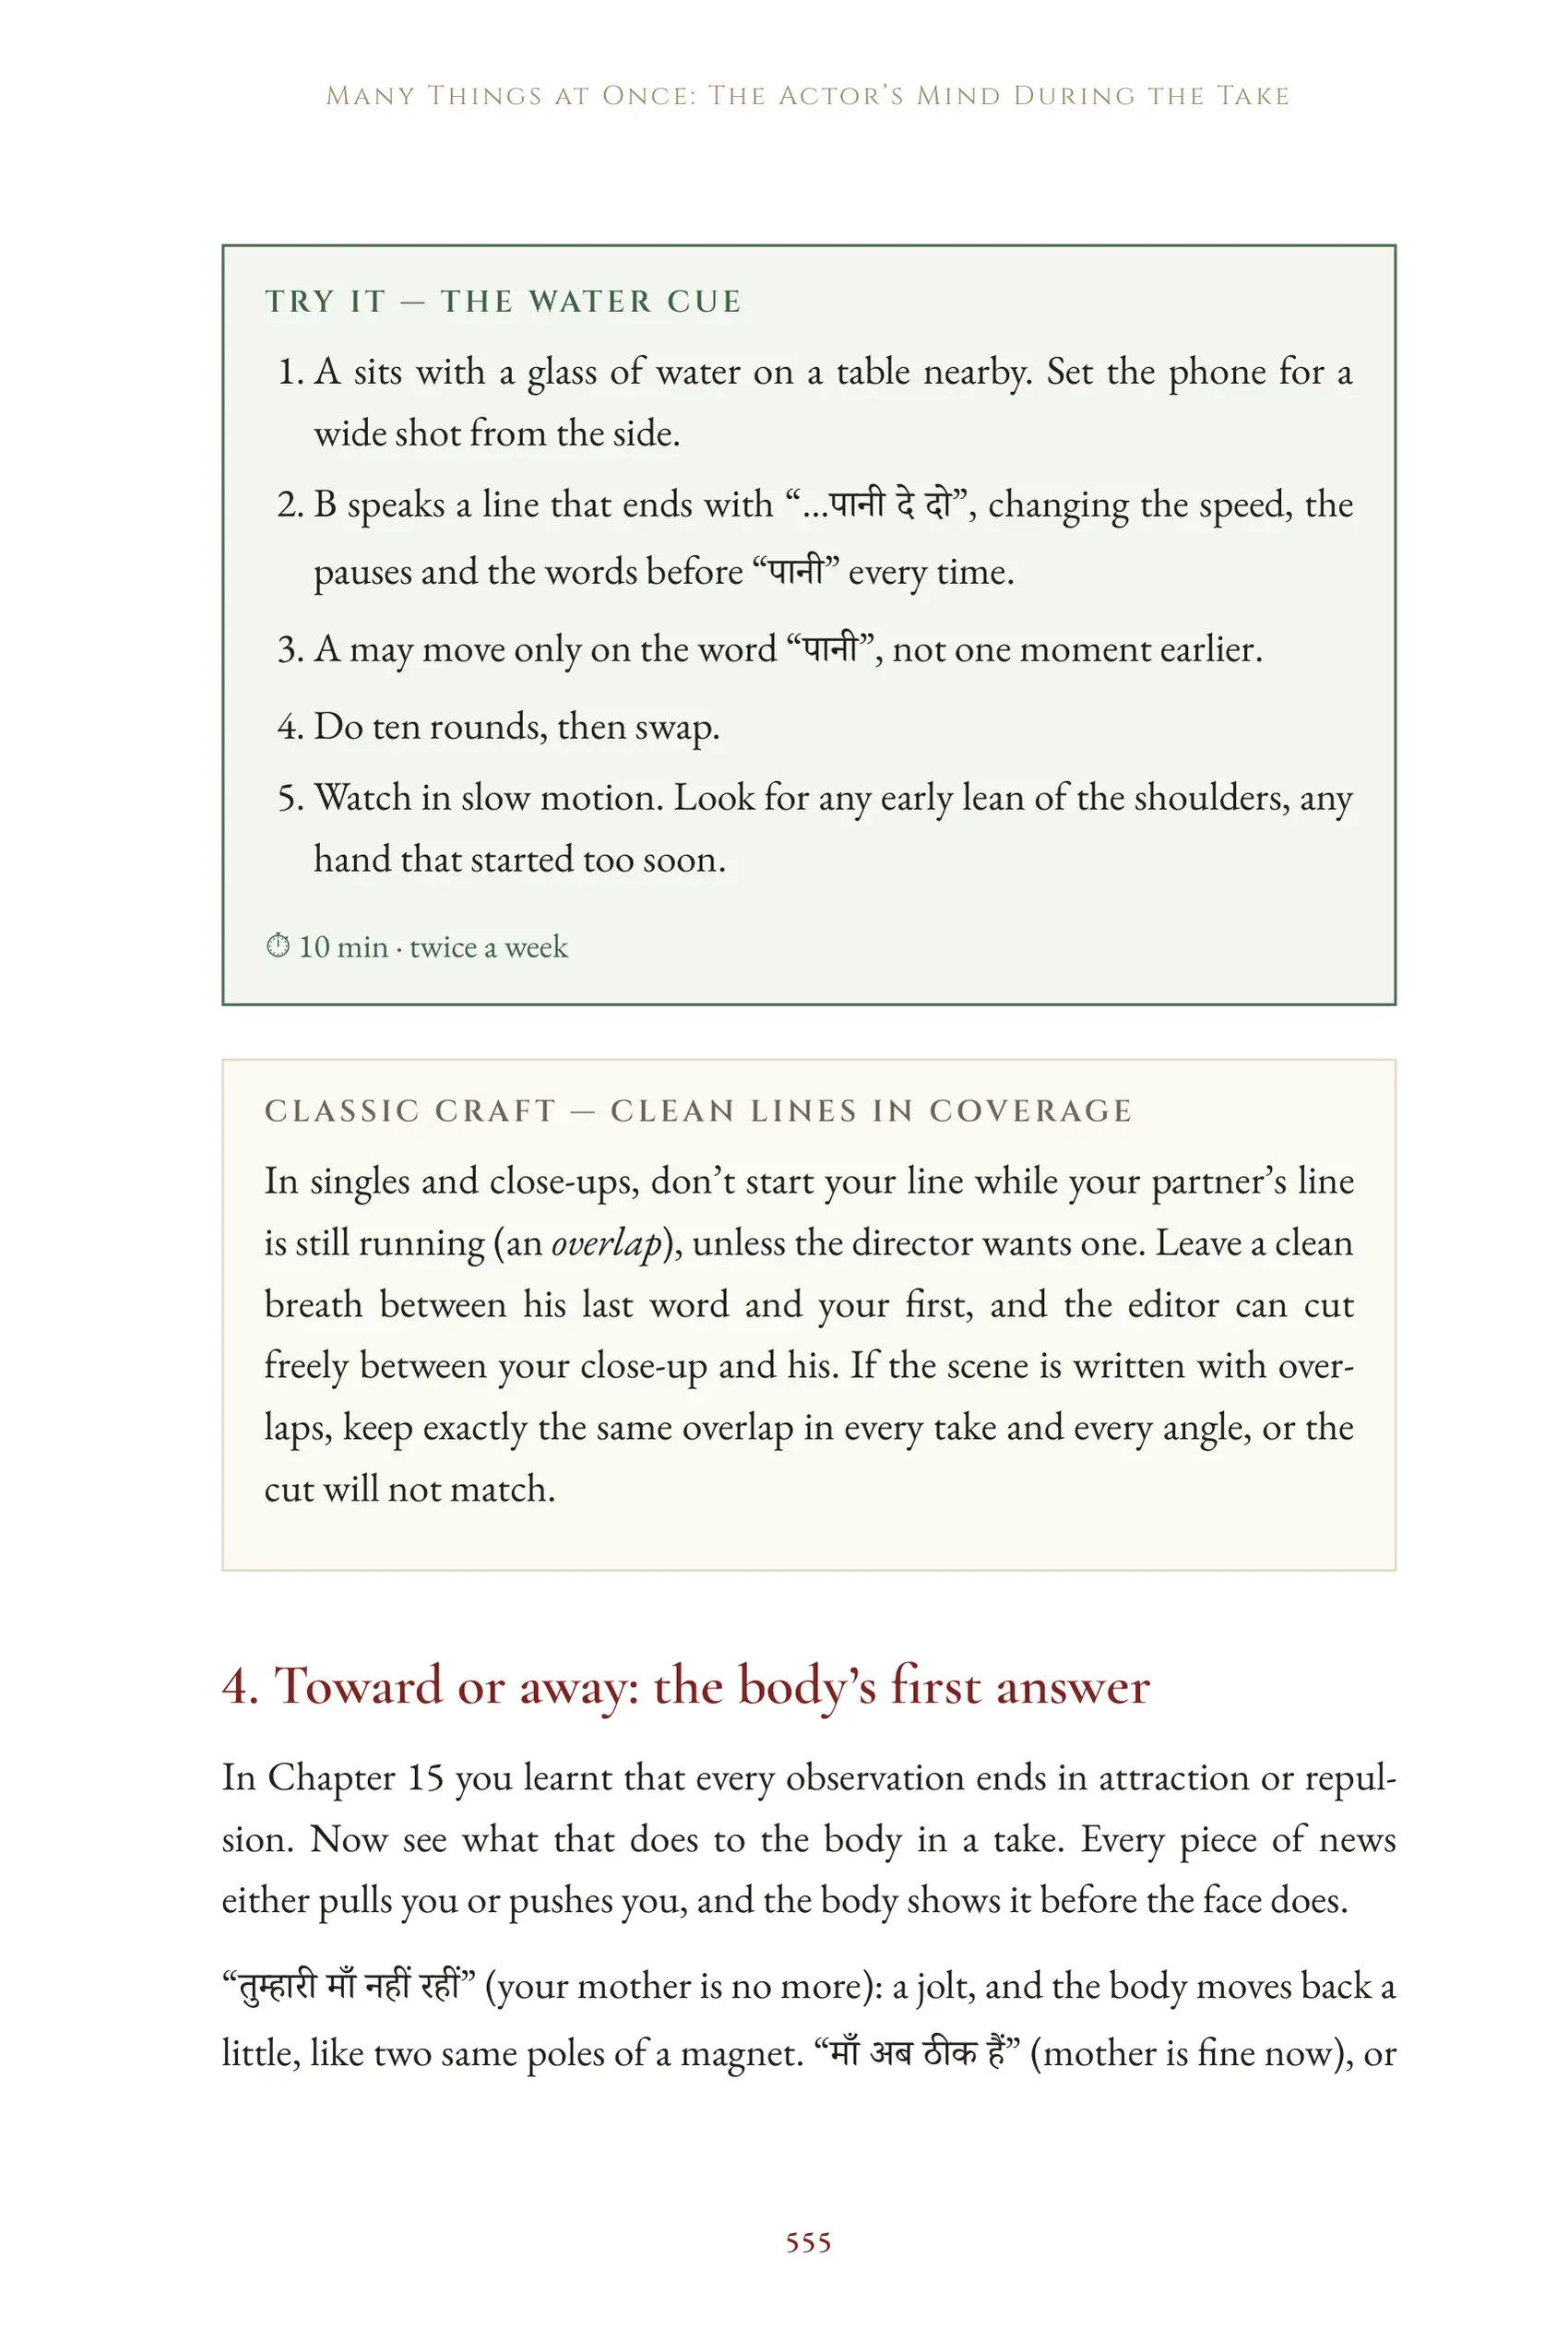 Many Things at Once: The Actor’s Mind During the Take
TRY IT — THE WATER CUE
1. A sits with a glass of water on a table nearby. Set the phone for a
wide shot from the side.
2. B speaks a line that ends with “…पानी दे दो”, changing the speed, the
pauses and the words before “पानी” every time.
3. A may move only on the word “पानी”, not one moment earlier.
4. Do ten rounds, then swap.
5. Watch in slow motion. Look for any early lean of the shoulders, any
hand that started too soon.
⏱ 10 min · twice a week
CLASSIC CRAFT — CLEAN LINES IN COVERAGE
In singles and close-ups, don’t start your line while your partner’s line
is still running (an overlap), unless the director wants one. Leave a clean
breath between his last word and your first, and the editor can cut
freely between your close-up and his. If the scene is written with over-
laps, keep exactly the same overlap in every take and every angle, or the
cut will not match.
4. Toward or away: the body’s first answer
In Chapter 15 you learnt that every observation ends in attraction or repul-
sion. Now see what that does to the body in a take. Every piece of news
either pulls you or pushes you, and the body shows it before the face does.
“तुम्हारी माँ नहीं रहीं” (your mother is no more): a jolt, and the body moves back a
little, like two same poles of a magnet. “माँ अब ठीक हैं” (mother is fine now), or
555